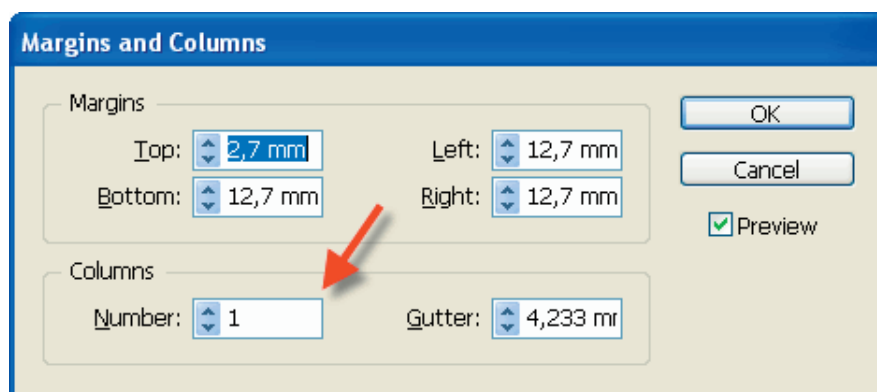 Margins and Columns
Margins
Top: 2,7 mm Left: 12,7 mm OK
Bottom: 12,7 mm Right: 12,7 mm Cancel
Preview
Columns
Number: 1 Gutter: 4,233 mr